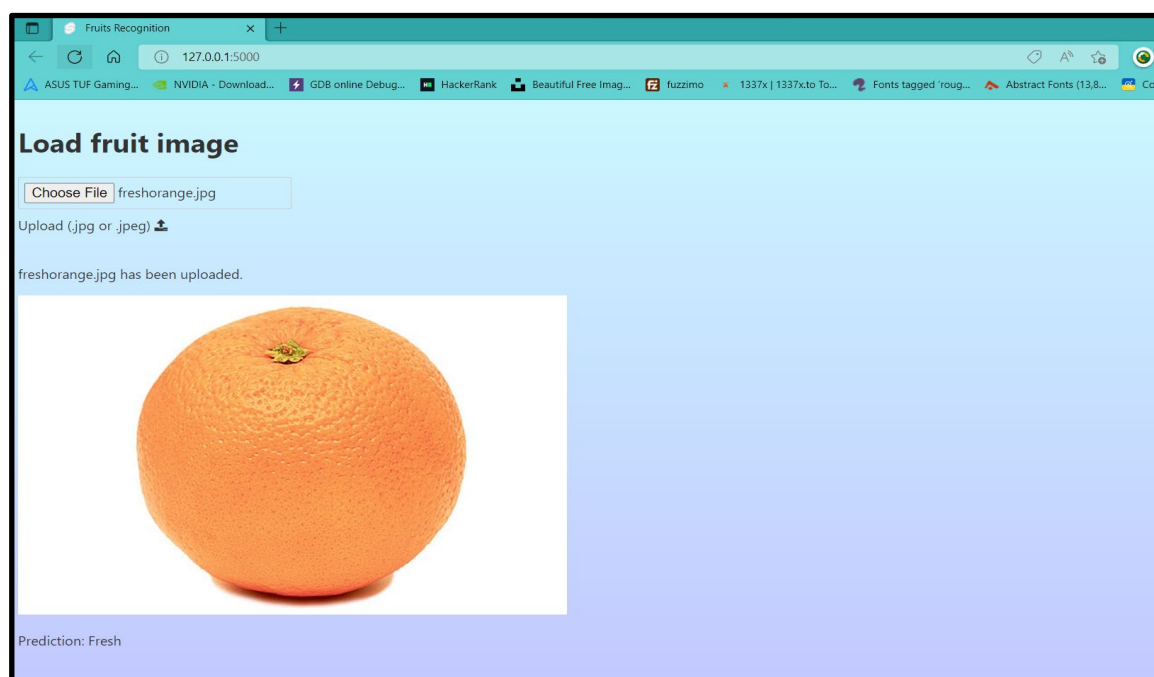 Fruits Recognition
127.0.0.1:5000
ASUS TUF Gaming... NVIDIA - Download... GDB online Debug... HackerRank Beautiful Free Imag... fuzzimo 1337x | 1337x.to To... Fonts tagged 'roug... Abstract Fonts (13,8... Co
Load fruit image
Choose File freshorange.jpg
Upload (.jpg or .jpeg)
freshorange.jpg has been uploaded.
Prediction: Fresh